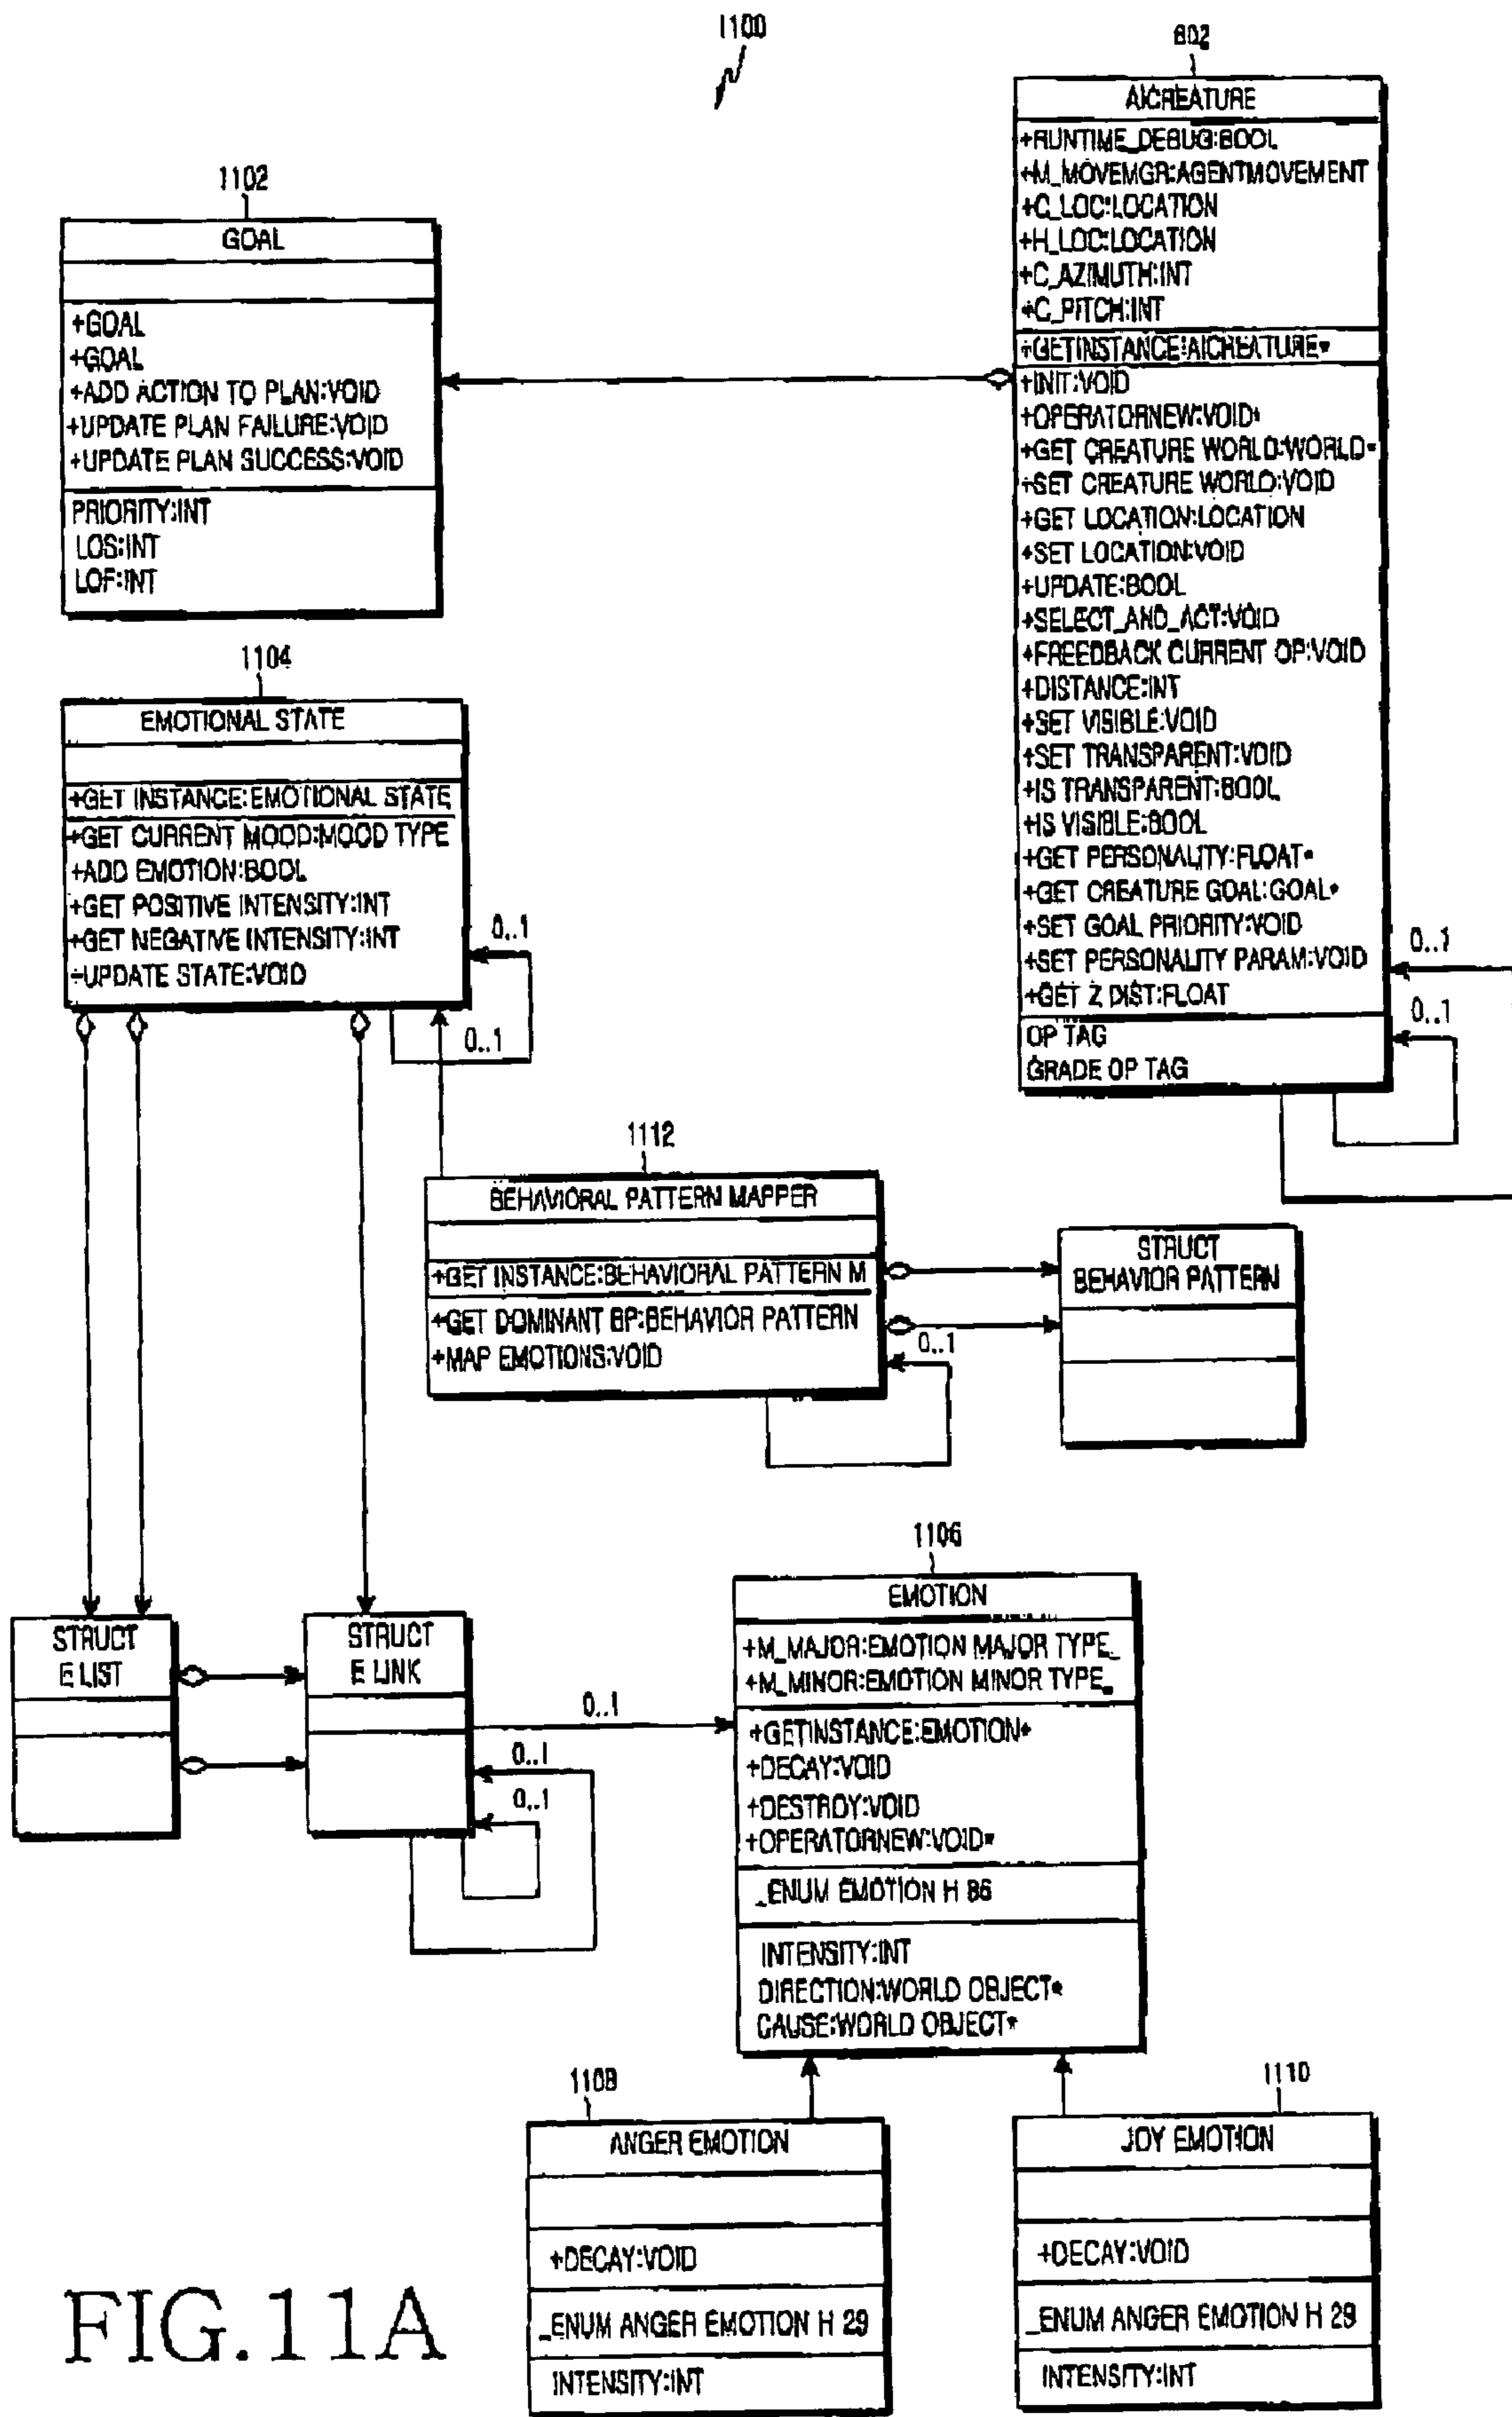 1100
802
AICREATURE
+RUNTIME_DEBUG:BOOL
+M_MOVEMGR:AGENTMOVEMENT
+C_LOC:LOCATION
+H_LOC:LOCATION
+C_AZIMUTH:INT
+C_PITCH:INT
+GETINSTANCE:AICREATURE*
+INIT:VOID
+OPERATORNEW:VOID*
+GET CREATURE WORLD:WORLD*
+SET CREATURE WORLD:VOID
+GET LOCATION:LOCATION
+SET LOCATION:VOID
+UPDATE:BOOL
+SELECT_AND_ACT:VOID
+FREEDBACK CURRENT OP:VOID
+DISTANCE:INT
+SET VISIBLE:VOID
+SET TRANSPARENT:VOID
+IS TRANSPARENT:BOOL
+IS VISIBLE:BOOL
+GET PERSONALITY:FLOAT*
+GET CREATURE GOAL:GOAL*
+SET GOAL PRIORITY:VOID
+SET PERSONALITY PARAM:VOID
+GET Z DIST:FLOAT
OP TAG
GRADE OP TAG
0..1
0..1
1102
GOAL
+GOAL
+GOAL
+ADD ACTION TO PLAN:VOID
+UPDATE PLAN FAILURE:VOID
+UPDATE PLAN SUCCESS:VOID
PRIORITY:INT
LOS:INT
LOF:INT
1104
EMOTIONAL STATE
+GET INSTANCE:EMOTIONAL STATE
+GET CURRENT MOOD:MOOD TYPE
+ADD EMOTION:BOOL
+GET POSITIVE INTENSITY:INT
+GET NEGATIVE INTENSITY:INT
+UPDATE STATE:VOID
0..1
0..1
1112
BEHAVIORAL PATTERN MAPPER
+GET INSTANCE:BEHAVIORAL PATTERN M
+GET DOMINANT BP:BEHAVIOR PATTERN
+MAP EMOTIONS:VOID
0..1
STRUCT
BEHAVIOR PATTERN
STRUCT
E LIST
STRUCT
E LINK
0..1
0..1
0..1
1106
EMOTION
+M_MAJOR:EMOTION MAJOR TYPE_
+M_MINOR:EMOTION MINOR TYPE_
+GETINSTANCE:EMOTION*
+DECAY:VOID
+DESTROY:VOID
+OPERATORNEW:VOID*
_ENUM EMOTION H 86
INTENSITY:INT
DIRECTION:WORLD OBJECT*
CAUSE:WORLD OBJECT*
1108
ANGER EMOTION
+DECAY:VOID
_ENUM ANGER EMOTION H 29
INTENSITY:INT
1110
JOY EMOTION
+DECAY:VOID
_ENUM ANGER EMOTION H 29
INTENSITY:INT
FIG.11A